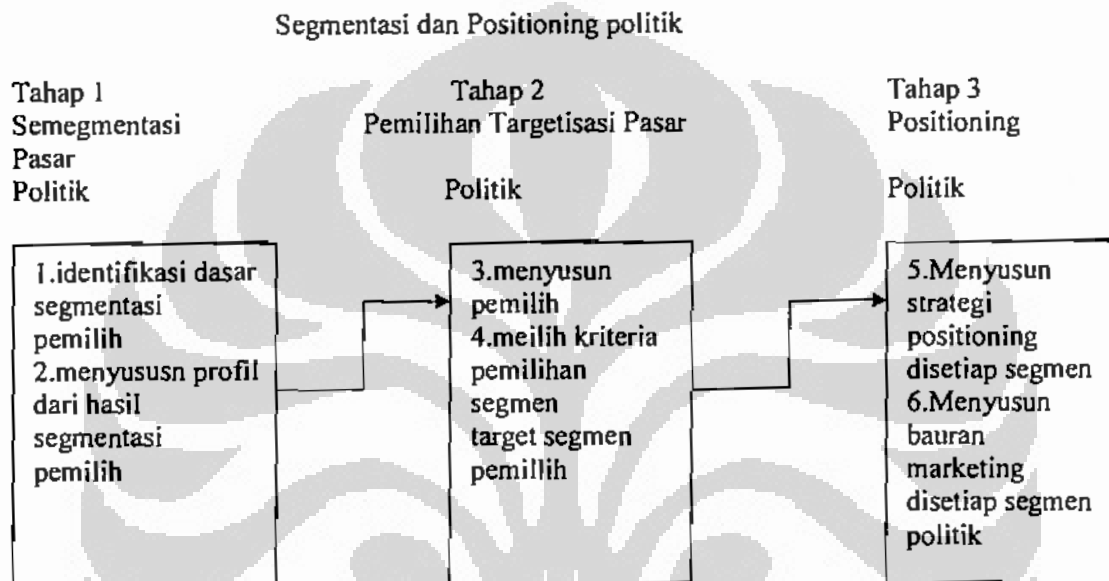 Segmentasi dan Positioning politik
Tahap 1
Semegmentasi
Pasar
Politik
1.identifikasi dasar
segmentasi
pemilih
2.menyususn profil
dari hasil
segmentasi
pemilih
Tahap 2
Pemilihan Targetisasi Pasar
Politik
3.menyusun
pemilih
4.meilih kriteria
pemilihan
segmen
target segmen
pemillih
Tahap 3
Positioning
Politik
5.Menyusun
strategi
positioning
disetiap segmen
6.Menyusun
bauran
marketing
disetiap segmen
politik